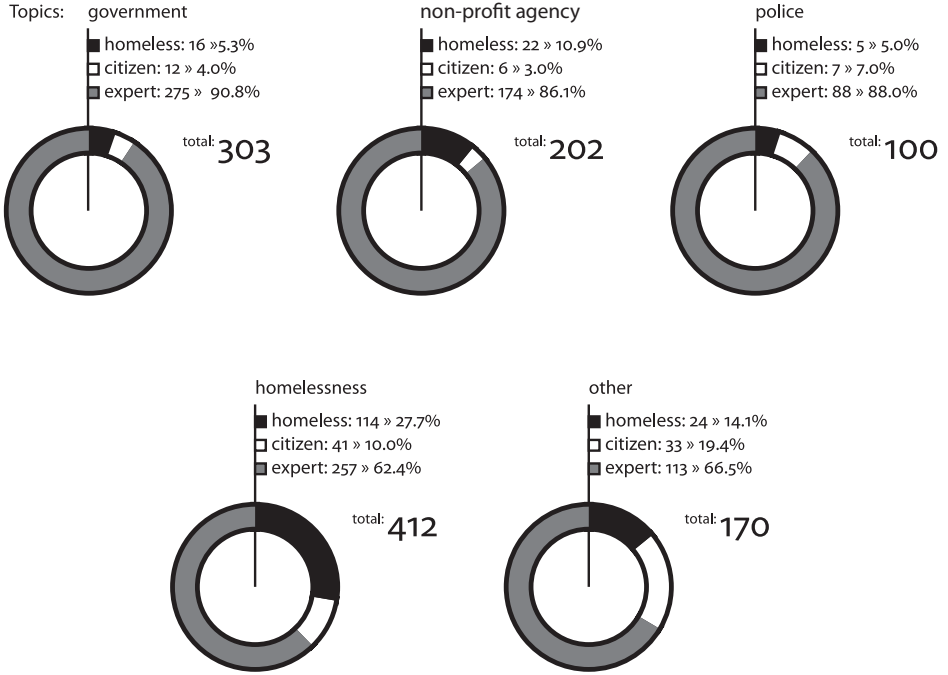 Topics: government
homeless: 16 »5.3%
citizen: 12 » 4.0%
expert: 275 » 90.8%
total: 303
non-profit agency
homeless: 22 » 10.9%
citizen: 6 » 3.0%
expert: 174 » 86.1%
total: 202
police
homeless: 5 » 5.0%
citizen: 7 » 7.0%
expert: 88 » 88.0%
total: 100
homelessness
homeless: 114 » 27.7%
citizen: 41 » 10.0%
expert: 257 » 62.4%
total: 412
other
homeless: 24 » 14.1%
citizen: 33 » 19.4%
expert: 113 » 66.5%
total: 170